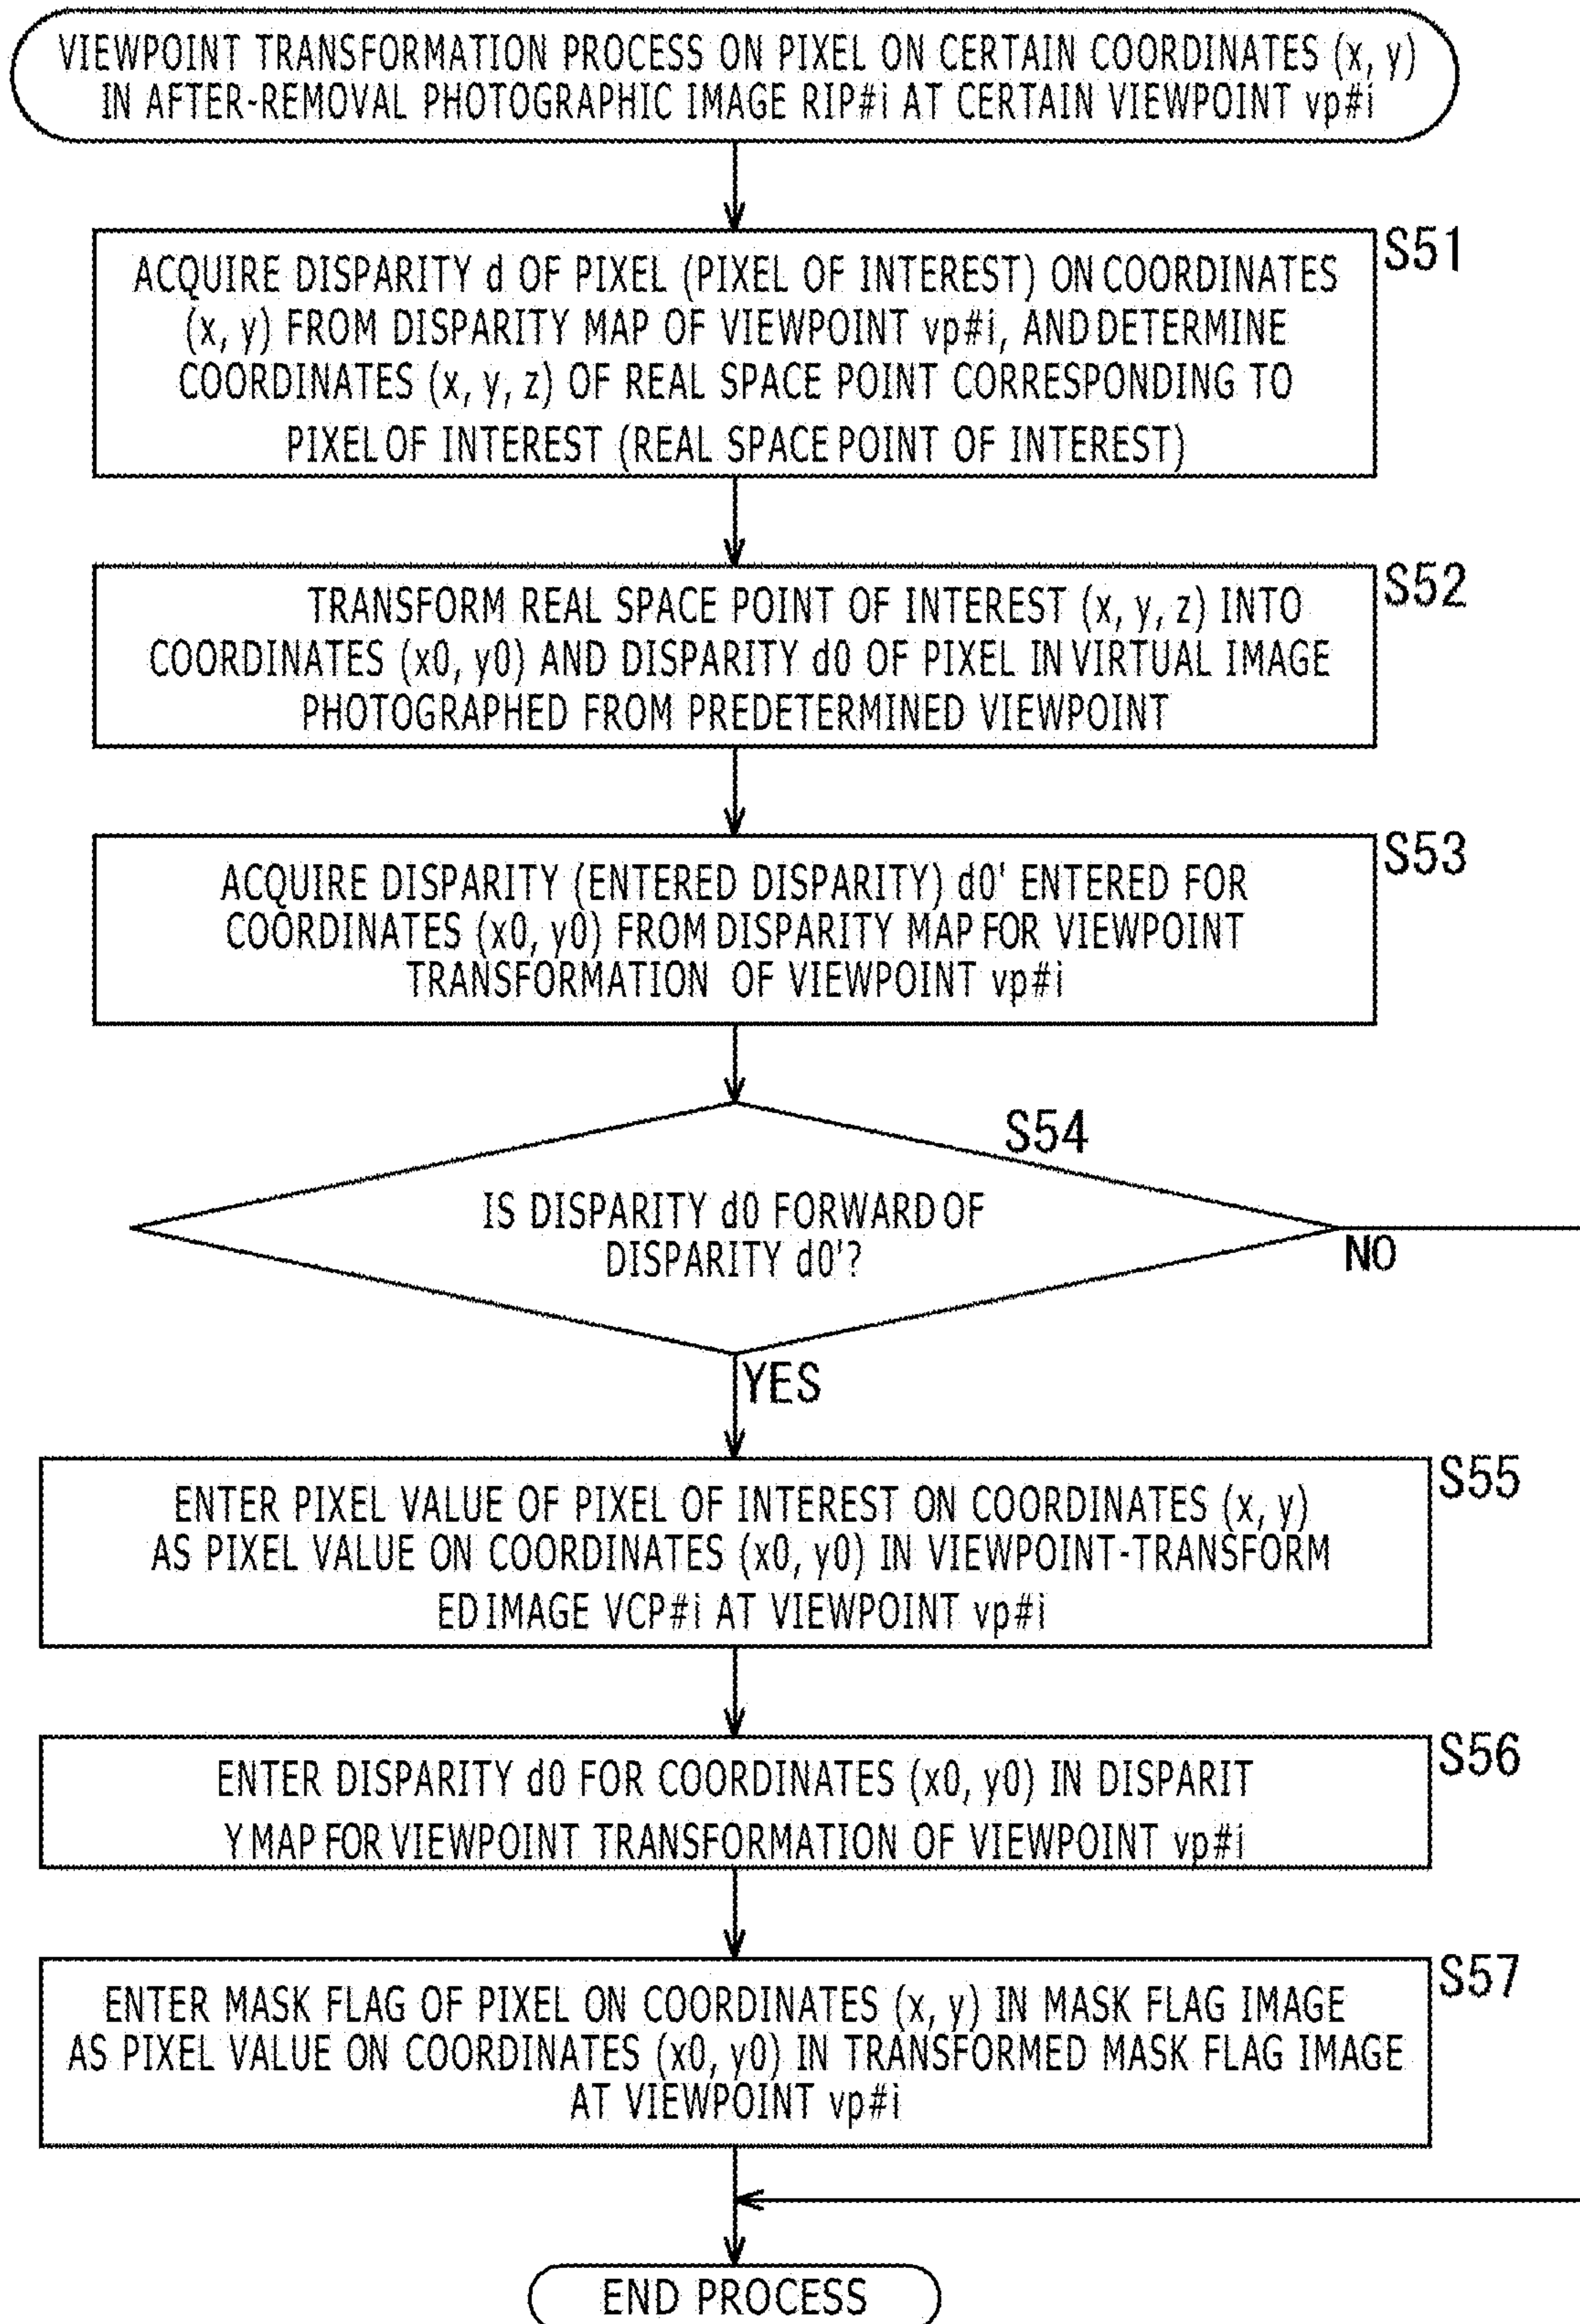 VIEWPOINT TRANSFORMATION PROCESS ON PIXEL ON CERTAIN COORDINATES (x, y)
IN AFTER-REMOVAL PHOTOGRAPHIC IMAGE RIP#i AT CERTAIN VIEWPOINT vp#i
S51
ACQUIRE DISPARITY d OF PIXEL (PIXEL OF INTEREST) ON COORDINATES
(x, y) FROM DISPARITY MAP OF VIEWPOINT vp#i, AND DETERMINE
COORDINATES (x, y, z) OF REAL SPACE POINT CORRESPONDING TO
PIXEL OF INTEREST (REAL SPACE POINT OF INTEREST)
S52
TRANSFORM REAL SPACE POINT OF INTEREST (x, y, z) INTO
COORDINATES (x0, y0) AND DISPARITY d0 OF PIXEL IN VIRTUAL IMAGE
PHOTOGRAPHED FROM PREDETERMINED VIEWPOINT
S53
ACQUIRE DISPARITY (ENTERED DISPARITY) d0' ENTERED FOR
COORDINATES (x0, y0) FROM DISPARITY MAP FOR VIEWPOINT
TRANSFORMATION OF VIEWPOINT vp#i
S54
IS DISPARITY d0 FORWARD OF
DISPARITY d0'?
NO
YES
S55
ENTER PIXEL VALUE OF PIXEL OF INTEREST ON COORDINATES (x, y)
AS PIXEL VALUE ON COORDINATES (x0, y0) IN VIEWPOINT-TRANSFORM
ED IMAGE VCP#i AT VIEWPOINT vp#i
S56
ENTER DISPARITY d0 FOR COORDINATES (x0, y0) IN DISPARIT
Y MAP FOR VIEWPOINT TRANSFORMATION OF VIEWPOINT vp#i
S57
ENTER MASK FLAG OF PIXEL ON COORDINATES (x, y) IN MASK FLAG IMAGE
AS PIXEL VALUE ON COORDINATES (x0, y0) IN TRANSFORMED MASK FLAG IMAGE
AT VIEWPOINT vp#i
END PROCESS